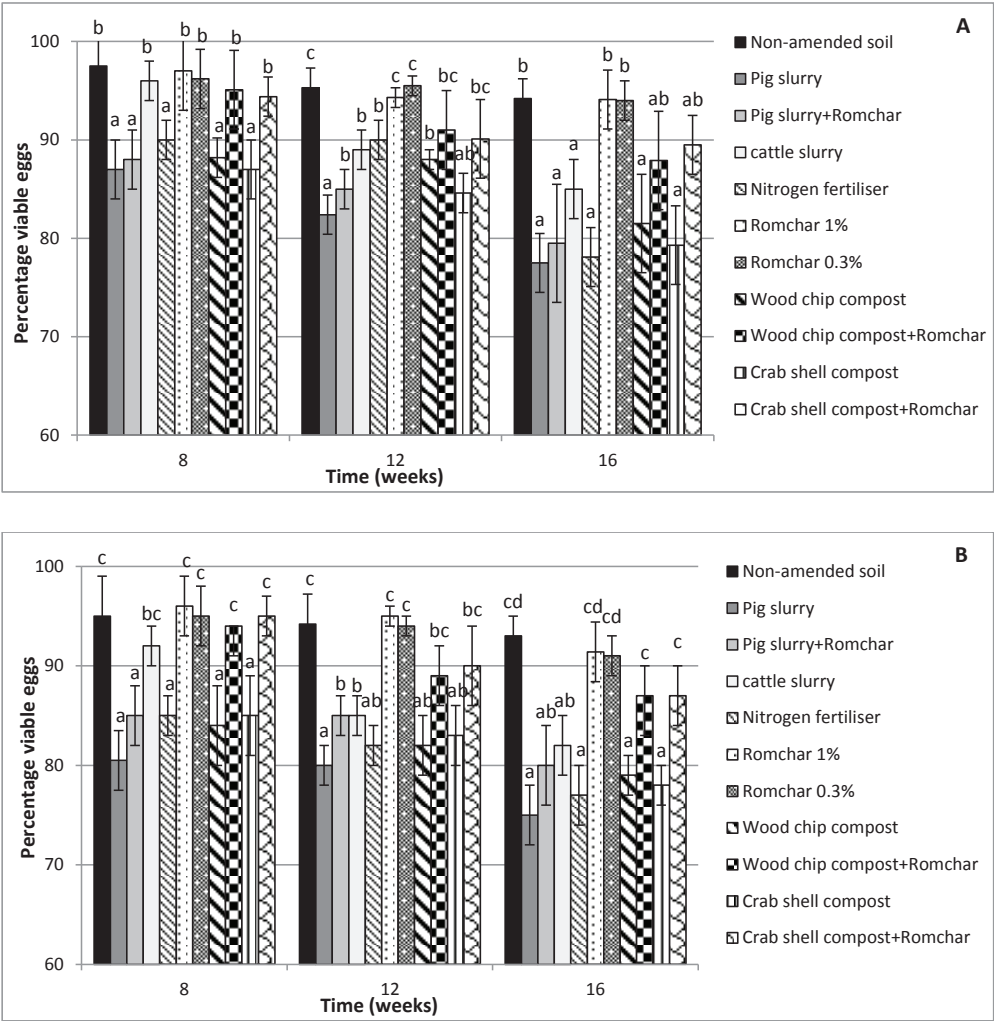 A
100
90
80
70
60
Percentage viable eggs
b a a b a b b a b a b
c a b b b c c b bc ab bc
b a a a a b b a ab a ab
8 12 16
Time (weeks)
Non-amended soil
Pig slurry
Pig slurry+Romchar
cattle slurry
Nitrogen fertiliser
Romchar 1%
Romchar 0.3%
Wood chip compost
Wood chip compost+Romchar
Crab shell compost
Crab shell compost+Romchar
B
100
90
80
70
60
Percentage viable eggs
c a a bc a c c a c a c
c a b b ab c c ab bc ab bc
cd a ab ab a cd cd a c a c
8 12 16
Time (weeks)
Non-amended soil
Pig slurry
Pig slurry+Romchar
cattle slurry
Nitrogen fertiliser
Romchar 1%
Romchar 0.3%
Wood chip compost
Wood chip compost+Romchar
Crab shell compost
Crab shell compost+Romchar